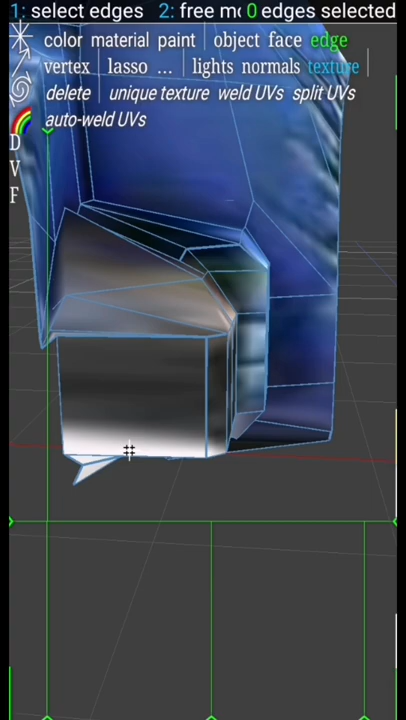 1: select edges 2: free mo 0 edges selected
color material paint | object face edge
vertex | lasso ... | lights normals texture |
delete | unique texture weld UVs split UVs
auto-weld UVs
D
V
F